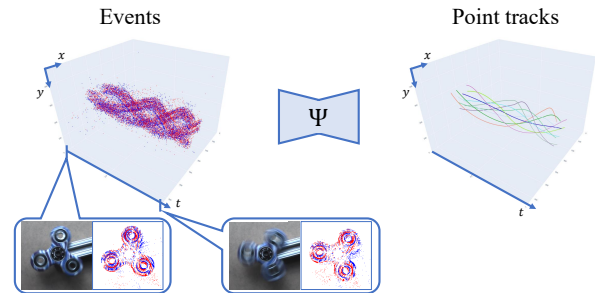 Events
Point tracks
x
y
t
Ψ
x
y
t